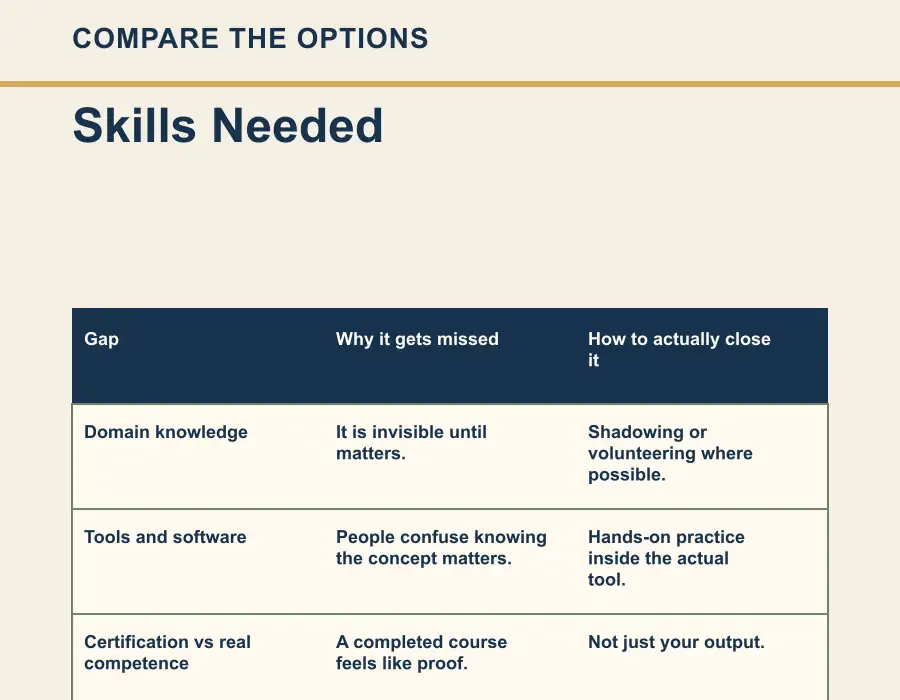 COMPARE THE OPTIONS
Skills Needed
Gap
Why it gets missed
How to actually close
it
Domain knowledge
It is invisible until
matters.
Shadowing or
volunteering where
possible.
Tools and software
People confuse knowing
the concept matters.
Hands-on practice
inside the actual
tool.
Certification vs real
competence
A completed course
feels like proof.
Not just your output.